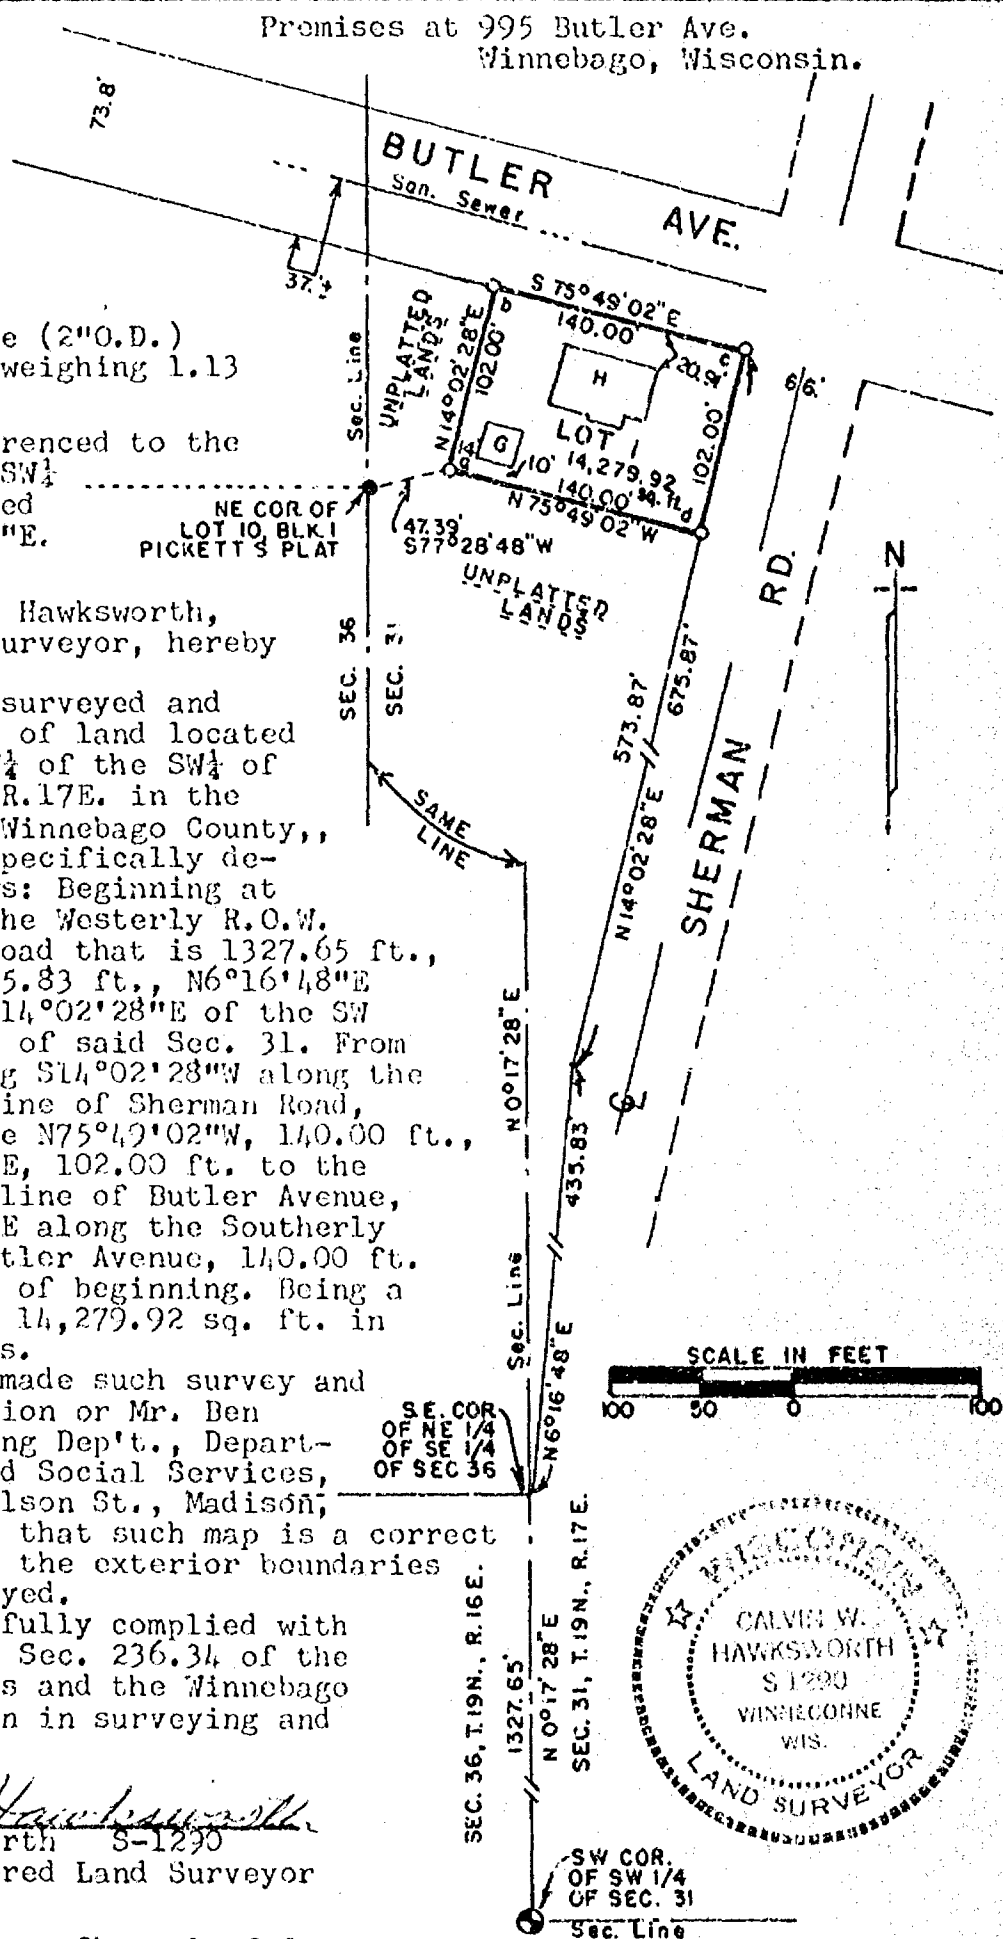 Premises at 995 Butler Ave.
Winnebago, Wisconsin.
73.8'
BUTLER AVE.
San. Sewer
37.'±
S 75°49'02"E
140.00'
b
c
20.91'
66'
UNPLATTED
LANDS
N14°02'28"E
102.00'
H
G
14'
10'
LOT 1
14,279.92
sq. ft.
102.00'
140.00'
N 75°49'02"W
d
Sec. Line
NE COR OF
LOT 10, BLK.1
PICKETT'S PLAT
47.39'
S77°28'48"W
UNPLATTED
LANDS
N
RD.
SHERMAN
SEC. 36
SEC. 31
573.87'
675.87'
N14°02'28"E
SAME
LINE
N0°17'28"E
435.83'
Sec. Line
N6°16'48"E
e (2"O.D.)
weighing 1.13
renced to the
SW¼
ed
"E.
Hawksworth,
urveyor, hereby
surveyed and
of land located
¼ of the SW¼ of
R.17E. in the
Winnebago County,,
pecifically de-
s: Beginning at
he Westerly R.O.W.
oad that is 1327.65 ft.,
5.83 ft., N6°16'48"E
14°02'28"E of the SW
of said Sec. 31. From
g S14°02'28"W along the
ine of Sherman Road,
e N75°49'02"W, 140.00 ft.,
E, 102.00 ft. to the
line of Butler Avenue,
E along the Southerly
tler Avenue, 140.00 ft.
of beginning. Being a
14,279.92 sq. ft. in
s.
made such survey and
ion or Mr. Ben
ng Dep't., Depart-
d Social Services,
lson St., Madison,
that such map is a correct
the exterior boundaries
yed.
fully complied with
Sec. 236.34 of the
s and the Winnebago
n in surveying and
Hawksworth
rth S-1290
red Land Surveyor
SCALE IN FEET
100 50 0 100
S.E. COR
OF NE 1/4
OF SE 1/4
OF SEC 36
SEC. 36, T.19N., R.16E.
1327.65'
N 0°17'28"E
SEC. 31, T.19N., R.17E.
WISCONSIN
CALVIN W.
HAWKSWORTH
S-1290
WINNECONNE
WIS.
LAND SURVEYOR
SW COR.
OF SW 1/4
OF SEC. 31
Sec. Line